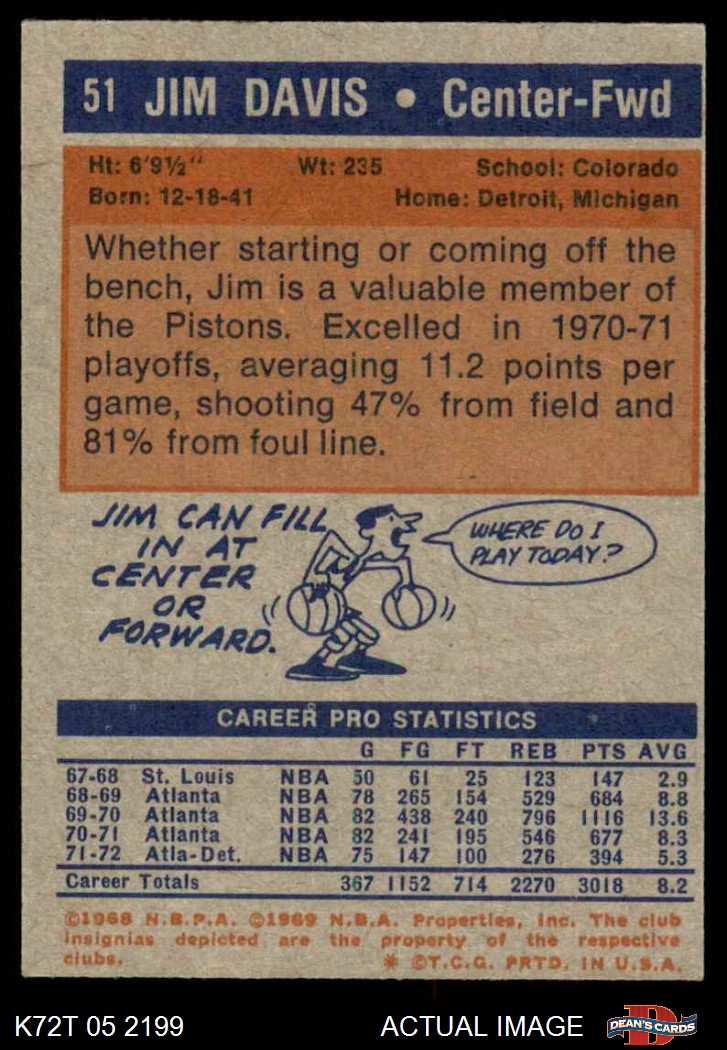 51 JIM DAVIS • Center-Fwd
Ht: 6'9½" Wt: 235 School: Colorado
Born: 12-18-41 Home: Detroit, Michigan
Whether starting or coming off the
bench, Jim is a valuable member of
the Pistons. Excelled in 1970-71
playoffs, averaging 11.2 points per
game, shooting 47% from field and
81% from foul line.
JIM CAN FILL
IN AT
CENTER
OR
FORWARD.
WHERE DO I
PLAY TODAY?
CAREER PRO STATISTICS
G FG FT REB PTS AVG
67-68 St. Louis NBA 50 61 25 123 147 2.9
68-69 Atlanta NBA 78 265 154 529 684 8.8
69-70 Atlanta NBA 82 438 240 796 1116 13.6
70-71 Atlanta NBA 82 241 195 546 677 8.3
71-72 Atla-Det. NBA 75 147 100 276 394 5.3
Career Totals 367 1152 714 2270 3018 8.2
©1968 N.B.P.A. ©1969 N.B.A. Properties, Inc. The club
insignias depicted are the property of the respective
clubs. * ©T.C.G. PRTD. IN U.S.A.
K72T 05 2199 ACTUAL IMAGE D DEAN'S CARDS